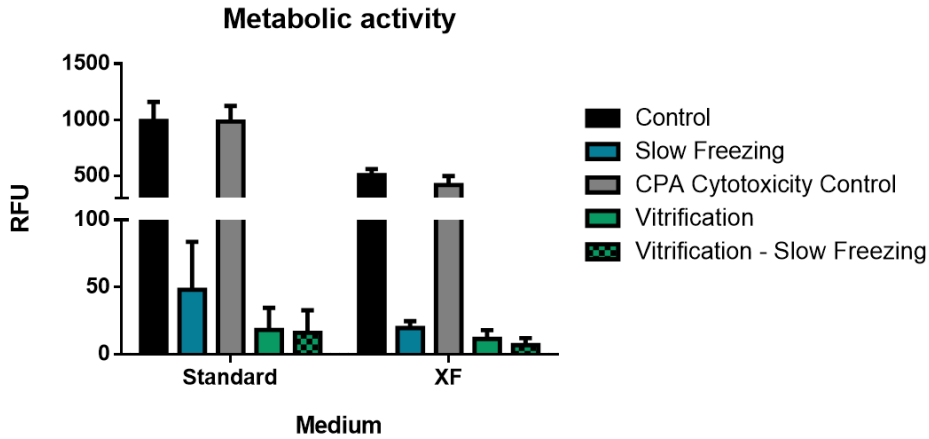 Metabolic activity
RFU
1500
1000
500
100
50
0
Standard
XF
Medium
Control
Slow Freezing
CPA Cytotoxicity Control
Vitrification
Vitrification - Slow Freezing